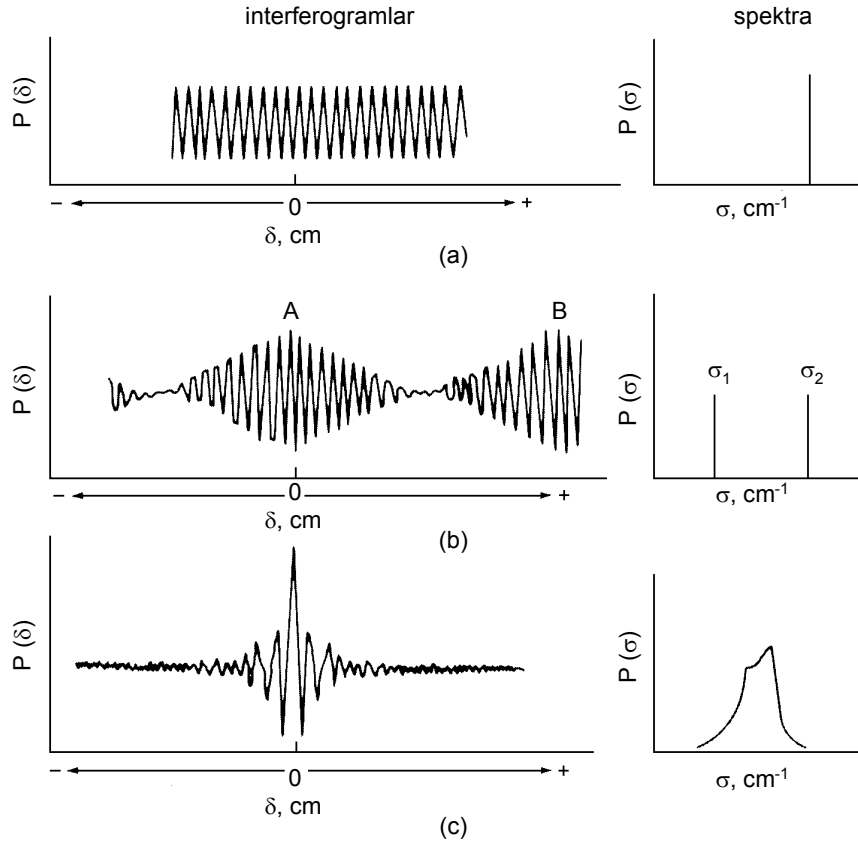 interferogramlar
spektra
P (δ)
– 0 +
δ, cm
P (σ)
σ, cm-1
(a)
A B
P (δ)
– 0 +
δ, cm
P (σ)
σ1 σ2
σ, cm-1
(b)
P (δ)
– 0 +
δ, cm
P (σ)
σ, cm-1
(c)